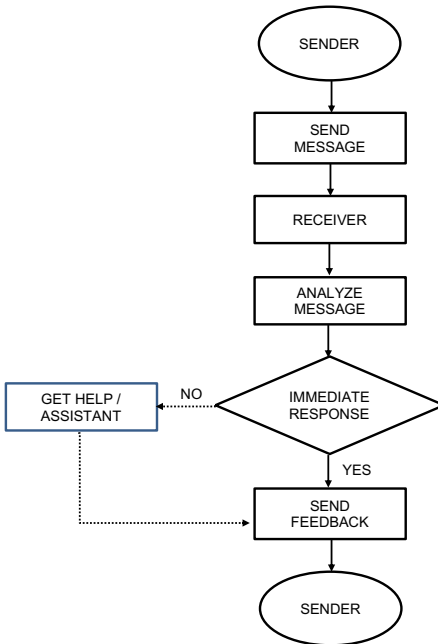 SENDER
SEND
MESSAGE
RECEIVER
ANALYZE
MESSAGE
IMMEDIATE
RESPONSE
NO
GET HELP /
ASSISTANT
YES
SEND
FEEDBACK
SENDER